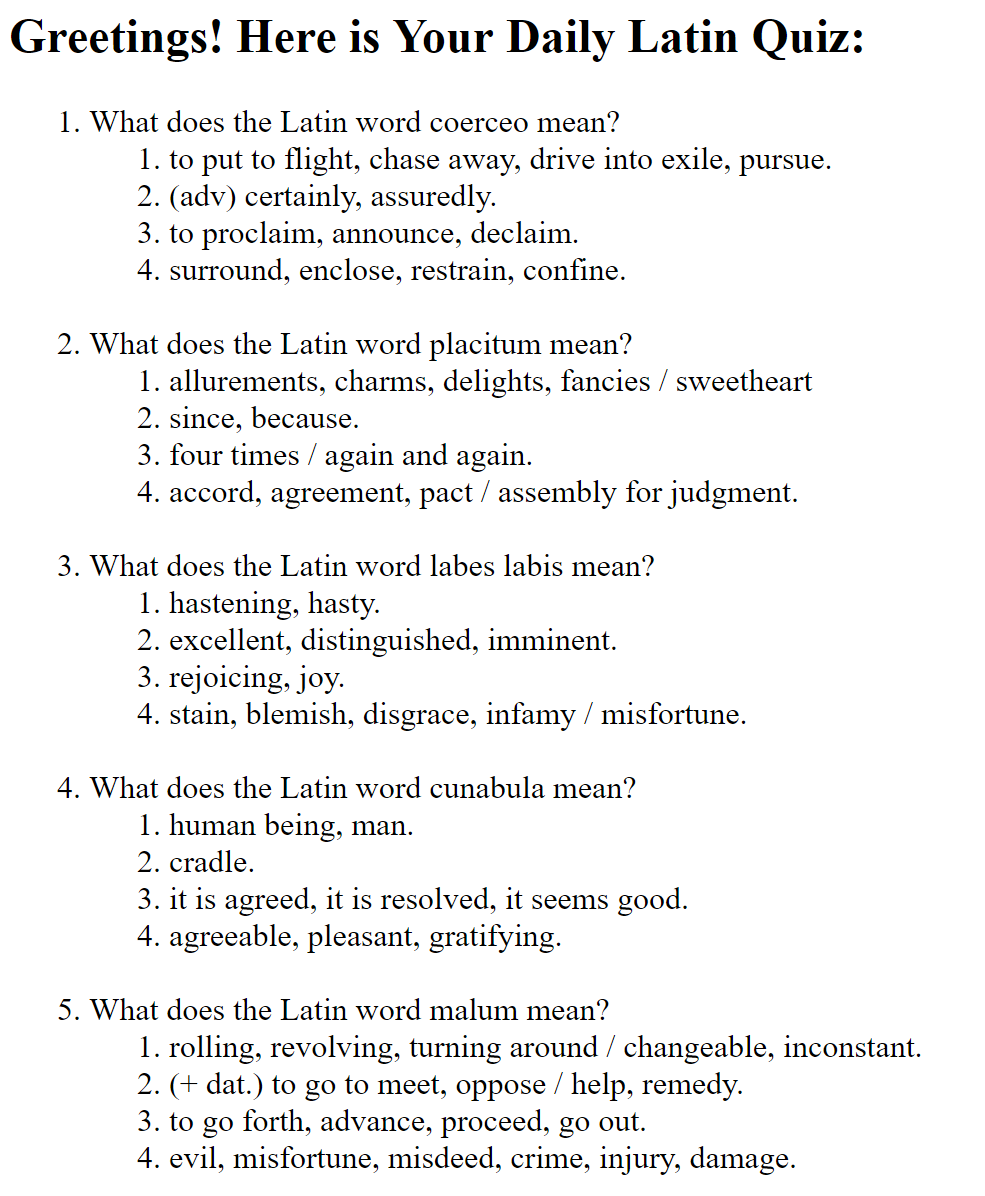 Greetings! Here is Your Daily Latin Quiz:
1. What does the Latin word coerceo mean?
1. to put to flight, chase away, drive into exile, pursue.
2. (adv) certainly, assuredly.
3. to proclaim, announce, declaim.
4. surround, enclose, restrain, confine.
2. What does the Latin word placitum mean?
1. allurements, charms, delights, fancies / sweetheart
2. since, because.
3. four times / again and again.
4. accord, agreement, pact / assembly for judgment.
3. What does the Latin word labes labis mean?
1. hastening, hasty.
2. excellent, distinguished, imminent.
3. rejoicing, joy.
4. stain, blemish, disgrace, infamy / misfortune.
4. What does the Latin word cunabula mean?
1. human being, man.
2. cradle.
3. it is agreed, it is resolved, it seems good.
4. agreeable, pleasant, gratifying.
5. What does the Latin word malum mean?
1. rolling, revolving, turning around / changeable, inconstant.
2. (+ dat.) to go to meet, oppose / help, remedy.
3. to go forth, advance, proceed, go out.
4. evil, misfortune, misdeed, crime, injury, damage.